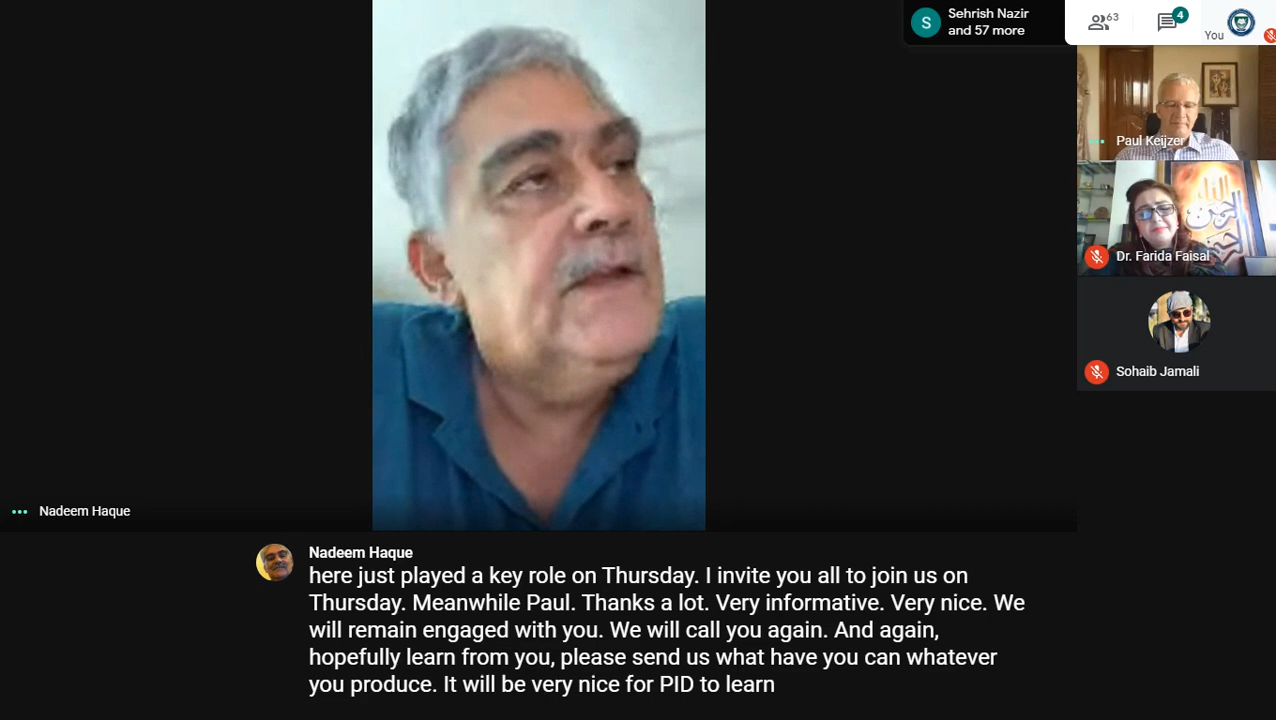 Sehrish Nazir
and 57 more
63
4
S
You
Paul Keijzer
Dr. Farida Faisal
Sohaib Jamali
Nadeem Haque
Nadeem Haque
here just played a key role on Thursday. I invite you all to join us on
Thursday. Meanwhile Paul. Thanks a lot. Very informative. Very nice. We
will remain engaged with you. We will call you again. And again,
hopefully learn from you, please send us what have you can whatever
you produce. It will be very nice for PID to learn